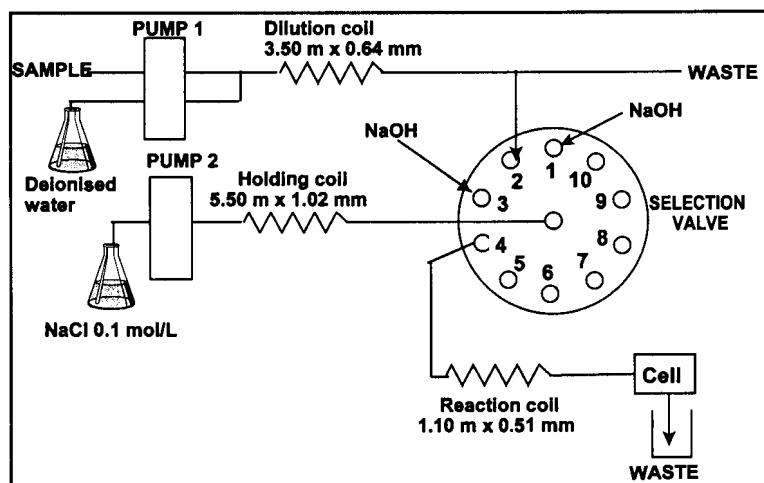 PUMP 1
Dilution coil
3.50 m x 0.64 mm
SAMPLE
WASTE
Deionised
water
NaOH
NaOH
PUMP 2
Holding coil
5.50 m x 1.02 mm
1
2
3
4
5
6
7
8
9
10
SELECTION
VALVE
NaCl 0.1 mol/L
Reaction coil
1.10 m x 0.51 mm
Cell
WASTE